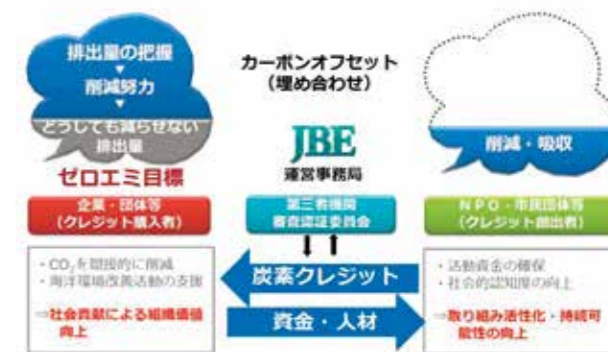 排出量の把握
▼
削減努力
▼
どうしても減らせない
排出量
ゼロエミ目標
企業・団体等
(クレジット購入者)
・CO₂を間接的に削減
・海洋環境改善活動の支援
⇒社会貢献による組織価値
向上
カーボンオフセット
(埋め合わせ)
JBE
運営事務局
第三者機関
審査認証委員会
炭素クレジット
資金・人材
削減・吸収
NPO・市民団体等
(クレジット創出者)
・活動資金の確保
・社会的認知度の向上
⇒取り組み活性化・持続可
能性の向上